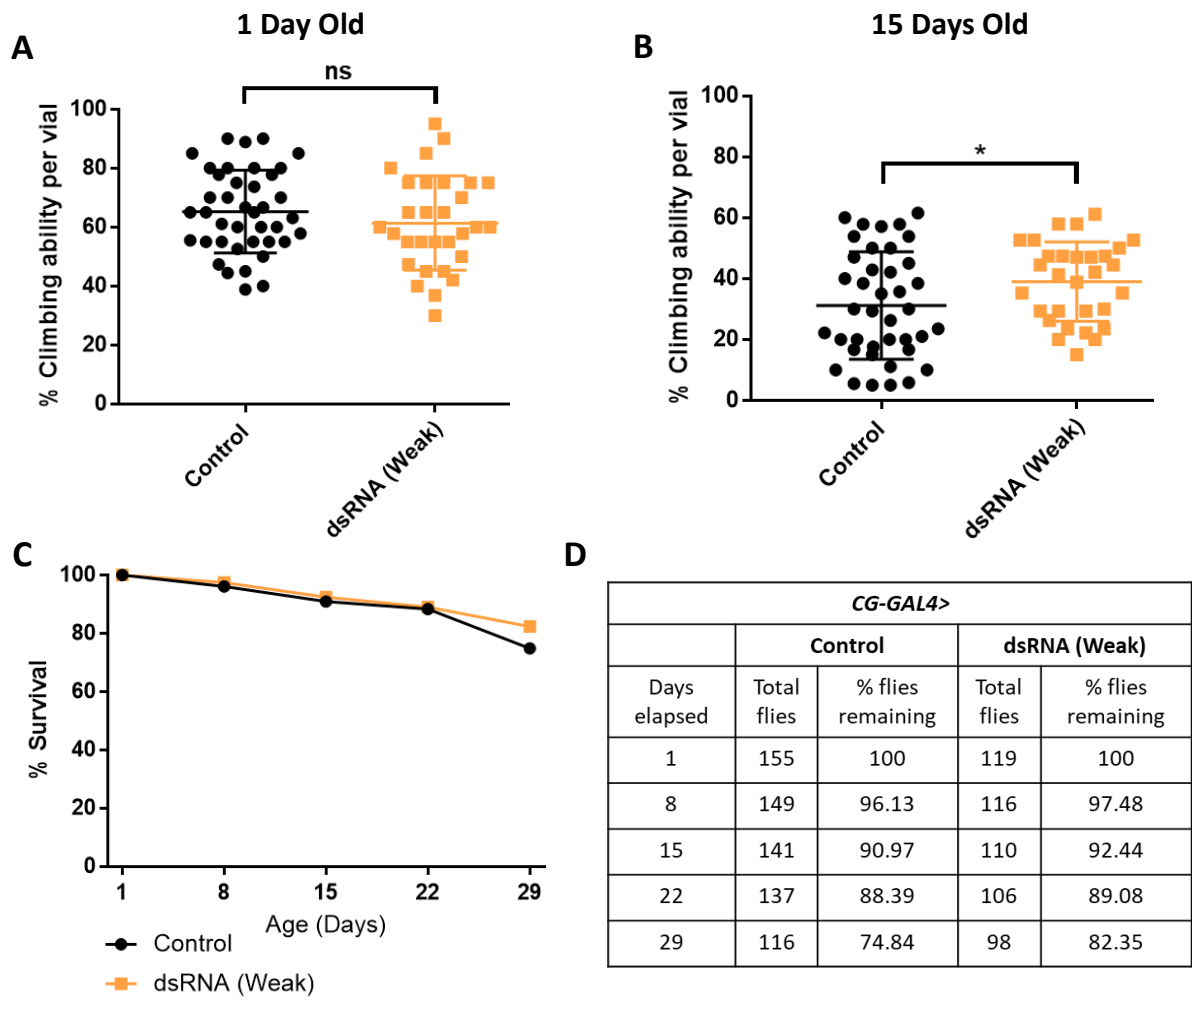 1 Day Old
15 Days Old
A
B
ns
*
% Climbing ability per vial
100
80
60
40
20
0
Control
dsRNA (Weak)
% Climbing ability per vial
100
80
60
40
20
0
Control
dsRNA (Weak)
C
D
% Survival
100
80
60
40
20
0
1 8 15 22 29
Age (Days)
Control
dsRNA (Weak)
CG-GAL4>
Control dsRNA (Weak)
Days elapsed Total flies % flies remaining Total flies % flies remaining
1 155 100 119 100
8 149 96.13 116 97.48
15 141 90.97 110 92.44
22 137 88.39 106 89.08
29 116 74.84 98 82.35